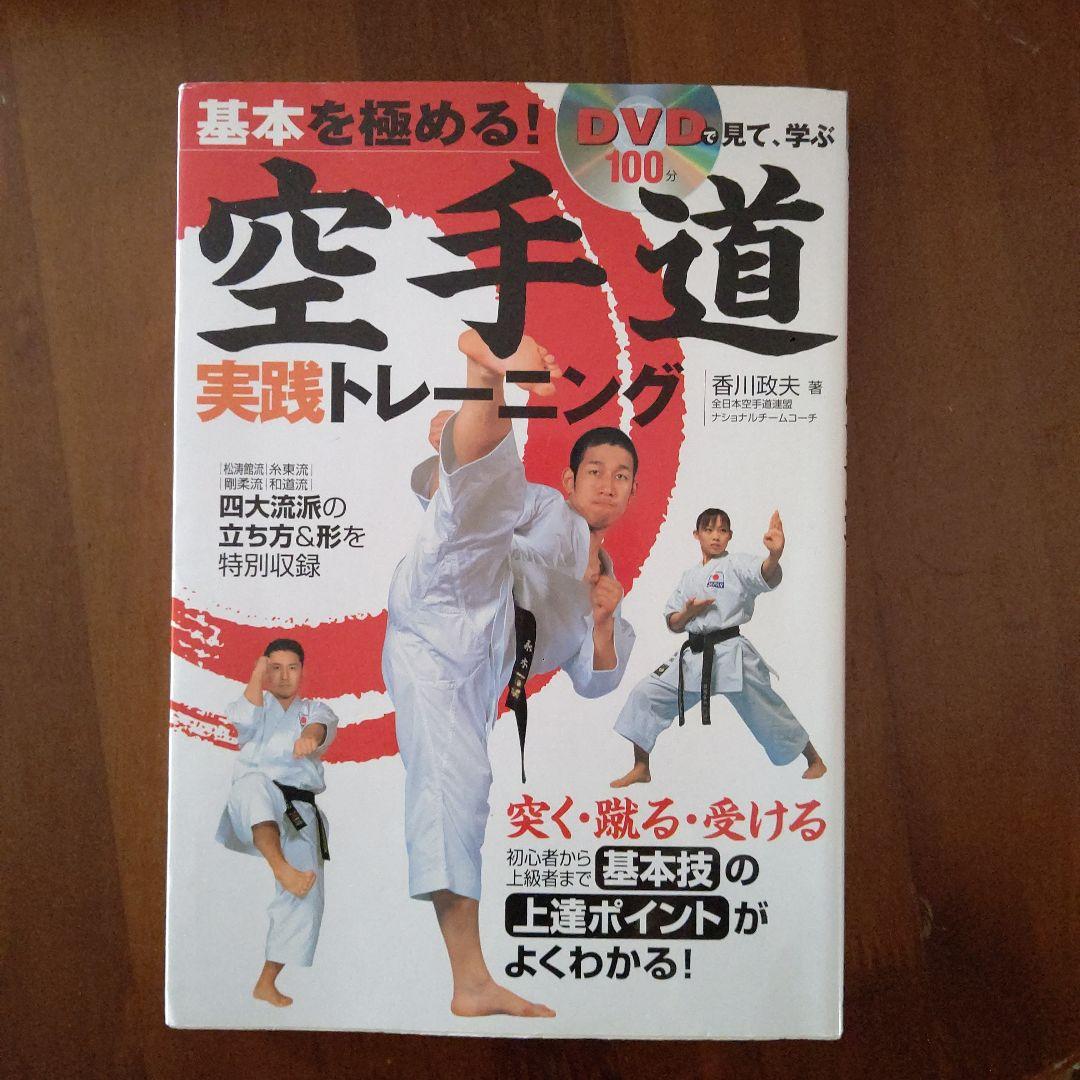 基本を極める!
DVDで見て、学ぶ
100分
空手道
実践トレーニング
香川政夫 著
全日本空手道連盟
ナショナルチームコーチ
松涛館流 糸東流
剛柔流 和道流
四大流派の
立ち方&形を
特別収録
突く・蹴る・受ける
初心者から
上級者まで
基本技の
上達ポイントが
よくわかる!